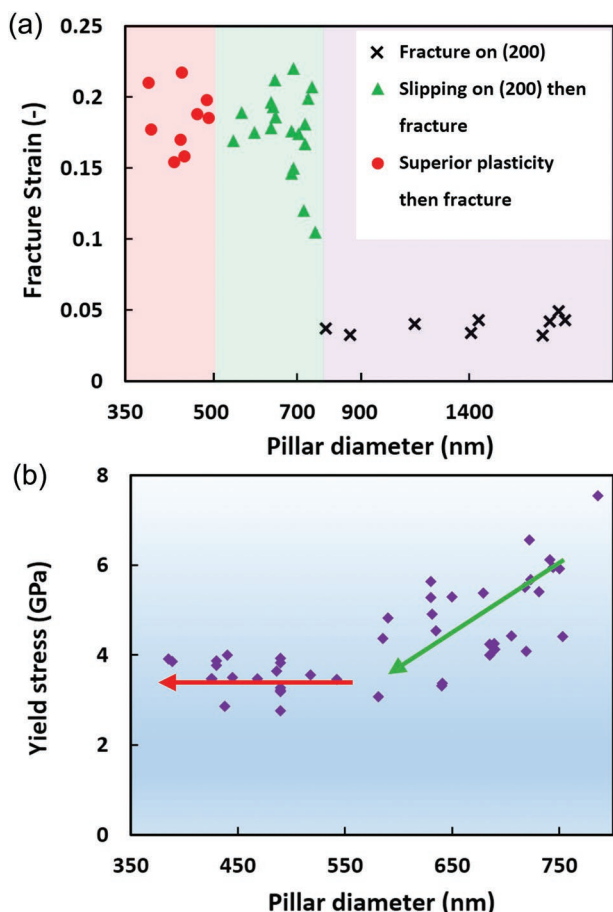 (a)
0.25
0.2
0.15
0.1
0.05
0
Fracture Strain (-)
× Fracture on (200)
▲ Slipping on (200) then
fracture
● Superior plasticity
then fracture
350 500 700 900 1400
Pillar diameter (nm)
(b)
8
6
4
2
0
Yield stress (GPa)
350 450 550 650 750
Pillar diameter (nm)